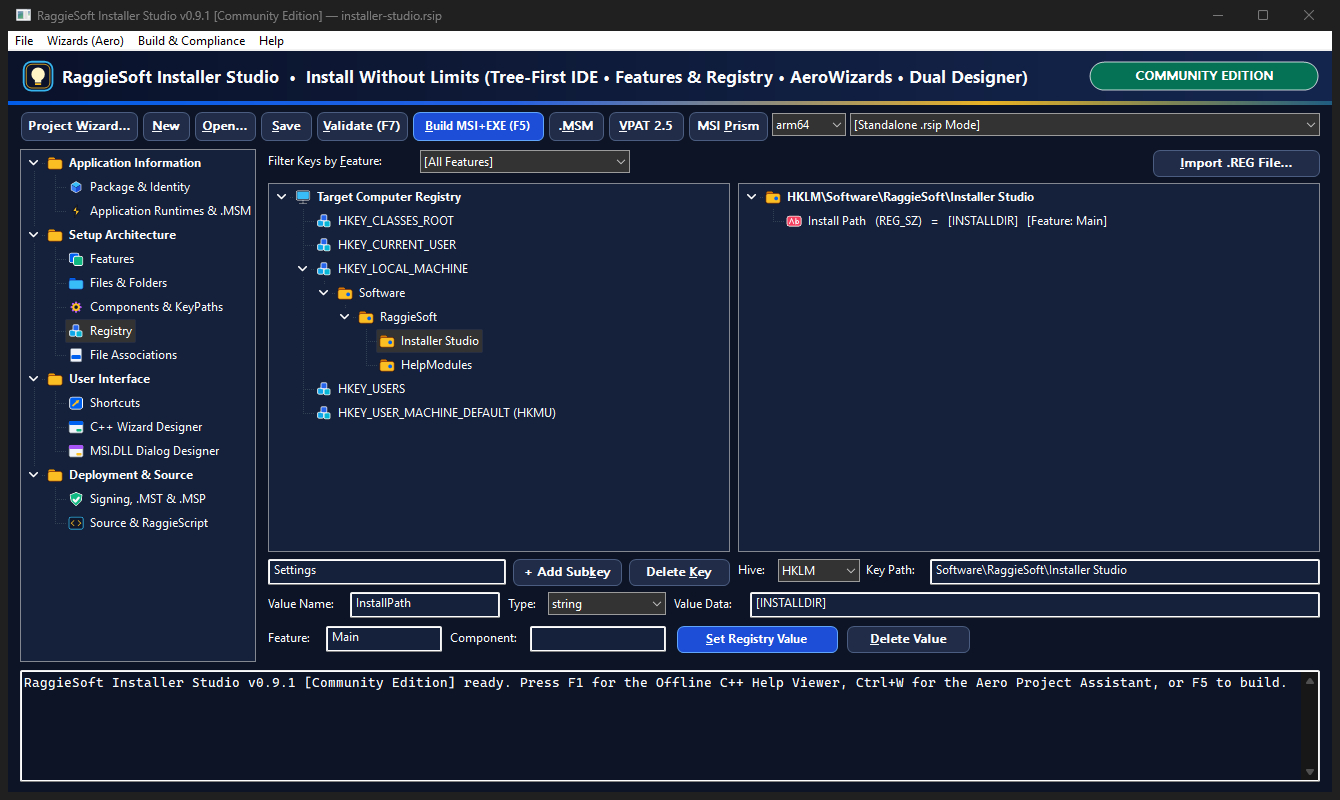 RaggieSoft Installer Studio v0.9.1 [Community Edition] — installer-studio.rsip
File Wizards (Aero) Build & Compliance Help
RaggieSoft Installer Studio • Install Without Limits (Tree-First IDE • Features & Registry • AeroWizards • Dual Designer)
COMMUNITY EDITION
Project Wizard... New Open... Save Validate (F7) Build MSI+EXE (F5) .MSM VPAT 2.5 MSI Prism arm64 [Standalone .rsip Mode]
Application Information
Package & Identity
Application Runtimes & .MSM
Setup Architecture
Features
Files & Folders
Components & KeyPaths
Registry
File Associations
User Interface
Shortcuts
C++ Wizard Designer
MSI.DLL Dialog Designer
Deployment & Source
Signing, .MST & .MSP
Source & RaggieScript
Filter Keys by Feature: [All Features] Import .REG File...
Target Computer Registry
HKEY_CLASSES_ROOT
HKEY_CURRENT_USER
HKEY_LOCAL_MACHINE
Software
RaggieSoft
Installer Studio
HelpModules
HKEY_USERS
HKEY_USER_MACHINE_DEFAULT (HKMU)
HKLM\Software\RaggieSoft\Installer Studio
Ab Install Path (REG_SZ) = [INSTALLDIR] [Feature: Main]
Settings + Add Subkey Delete Key Hive: HKLM Key Path: Software\RaggieSoft\Installer Studio
Value Name: InstallPath Type: string Value Data: [INSTALLDIR]
Feature: Main Component: Set Registry Value Delete Value
RaggieSoft Installer Studio v0.9.1 [Community Edition] ready. Press F1 for the Offline C++ Help Viewer, Ctrl+W for the Aero Project Assistant, or F5 to build.